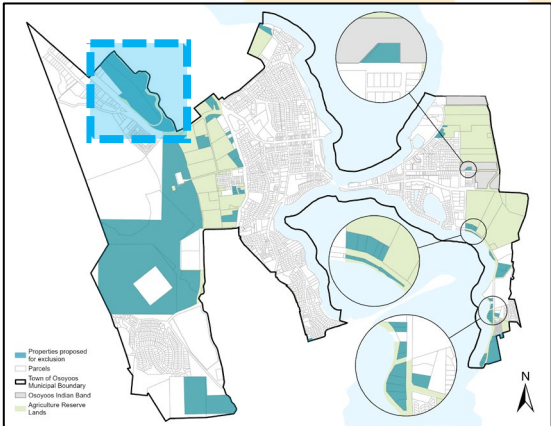 Properties proposed
for exclusion
Parcels
Town of Osoyoos
Municipal Boundary
Osoyoos Indian Band
Agriculture Reserve
Lands
N